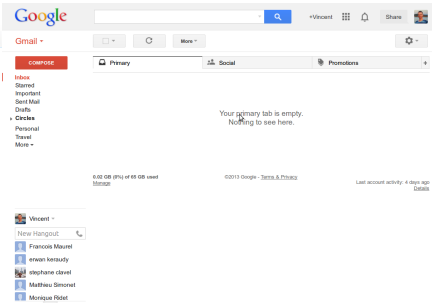 Google
+Vincent
Share
Gmail
More
COMPOSE
Primary
Social
Promotions
+
Inbox
Starred
Important
Sent Mail
Drafts
Circles
Personal
Travel
More
Your primary tab is empty.
Nothing to see here.
0.02 GB (0%) of 65 GB used
Manage
©2013 Google - Terms & Privacy
Last account activity: 4 days ago
Details
Vincent
New Hangout
Francois Maurel
erwan keraudy
stephane clavel
Matthieu Simonet
Monique Ridet